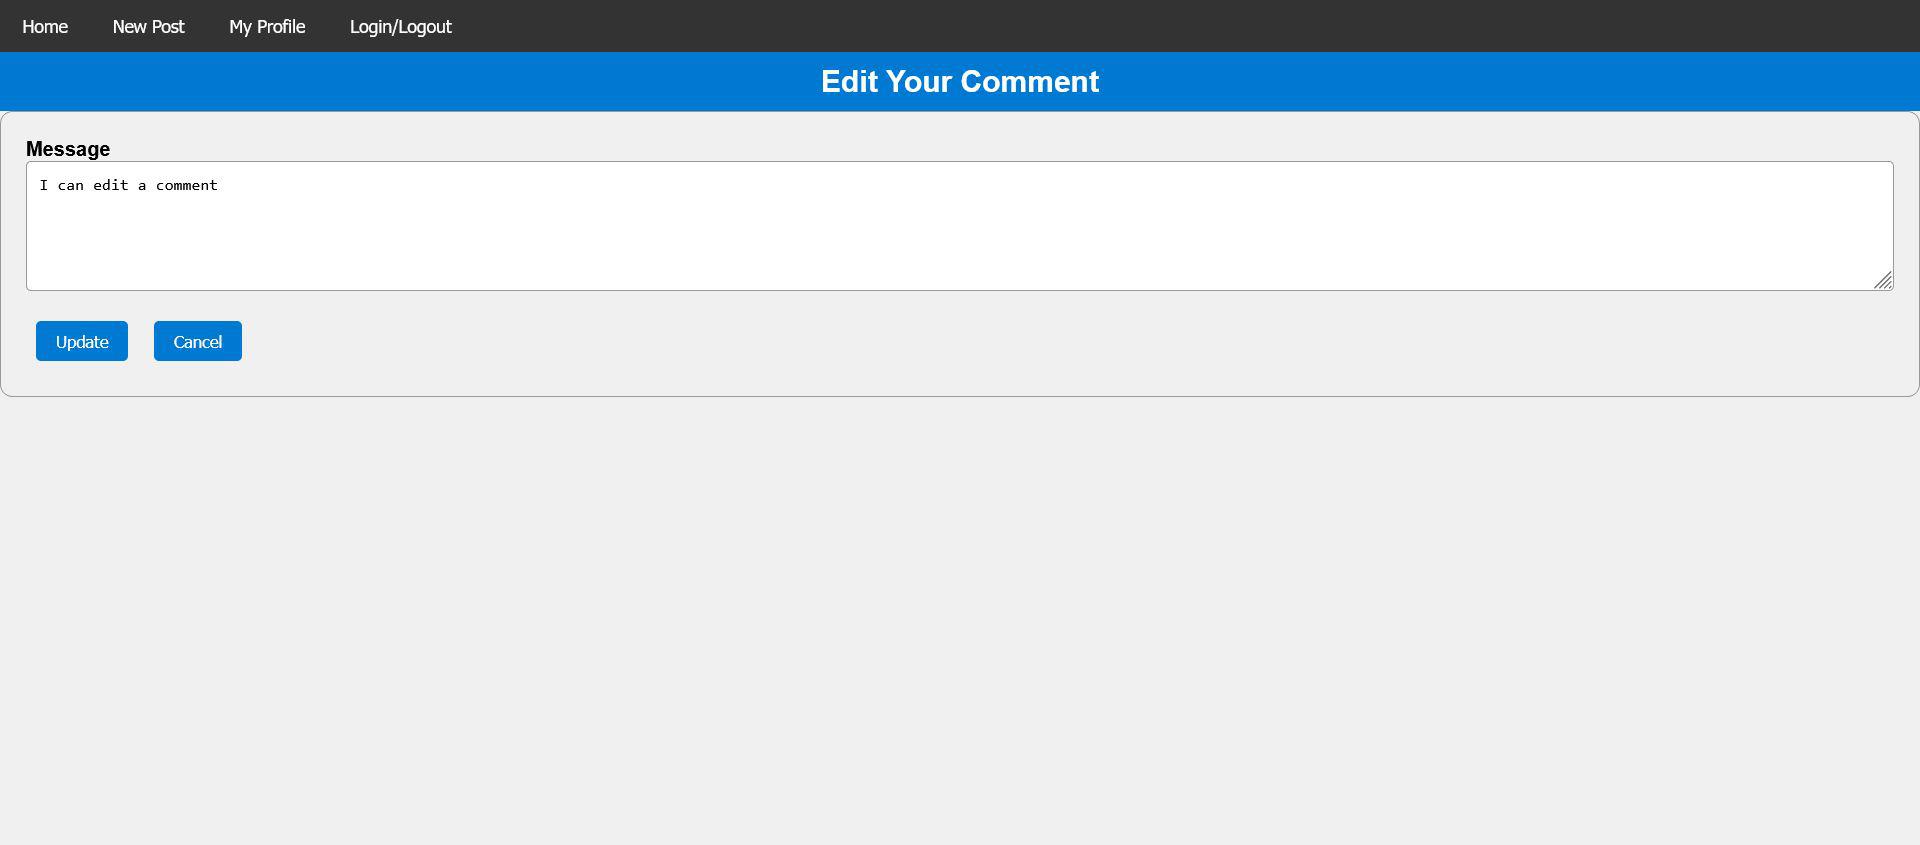 Home New Post My Profile Login/Logout
Edit Your Comment
Message
I can edit a comment
Update Cancel